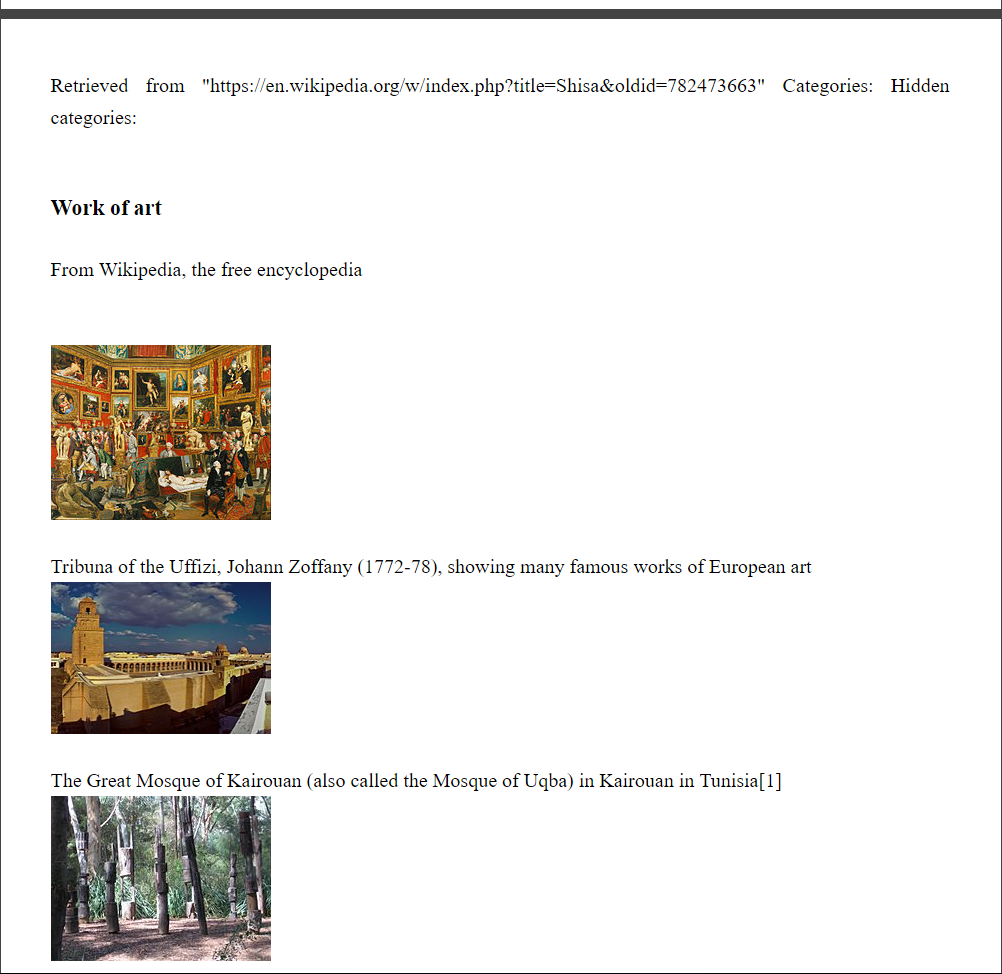 Retrieved from "https://en.wikipedia.org/w/index.php?title=Shisa&oldid=782473663" Categories: Hidden
categories:
Work of art
From Wikipedia, the free encyclopedia
Tribuna of the Uffizi, Johann Zoffany (1772-78), showing many famous works of European art
The Great Mosque of Kairouan (also called the Mosque of Uqba) in Kairouan in Tunisia[1]